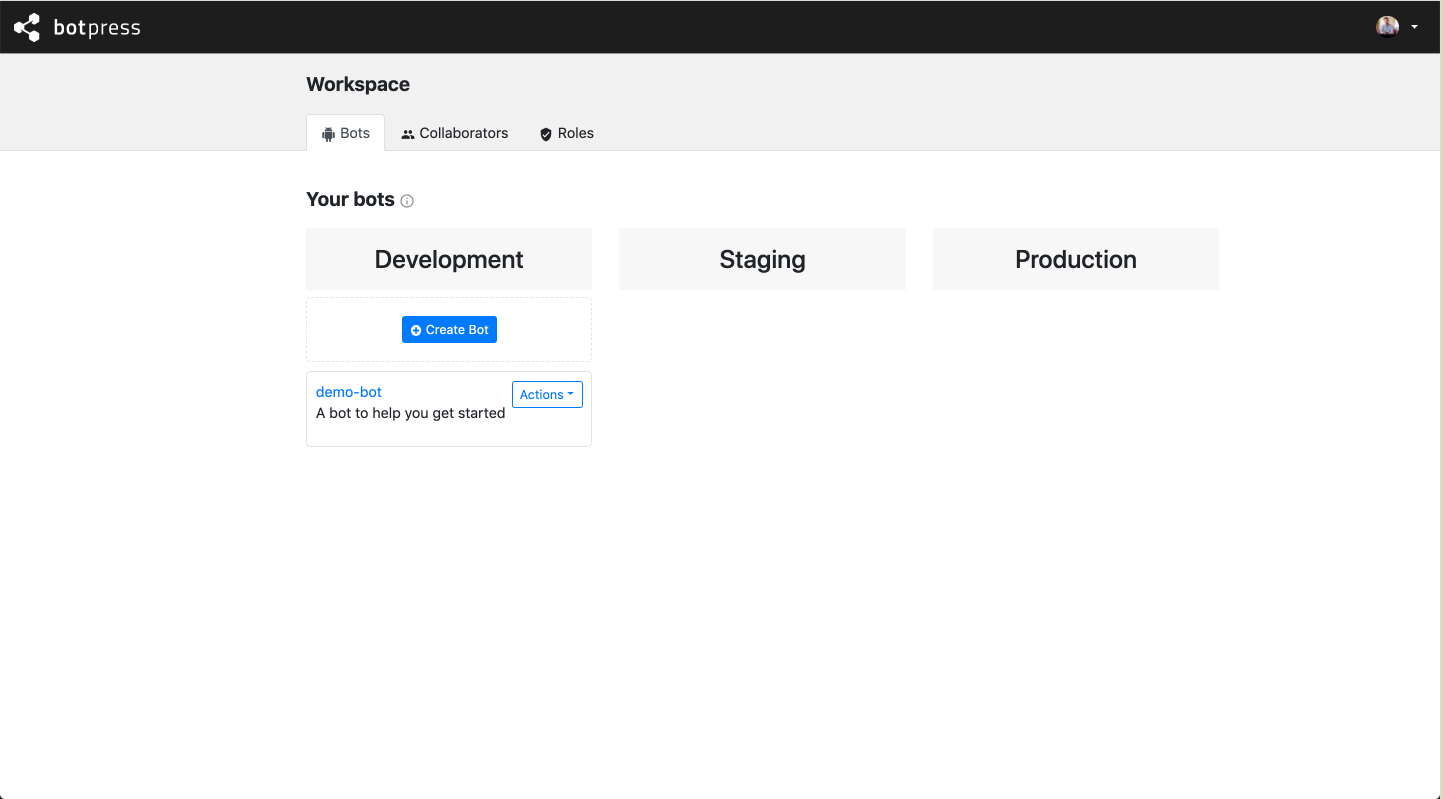 botpress
Workspace
Bots
Collaborators
Roles
Your bots
Development
Staging
Production
Create Bot
demo-bot
Actions
A bot to help you get started